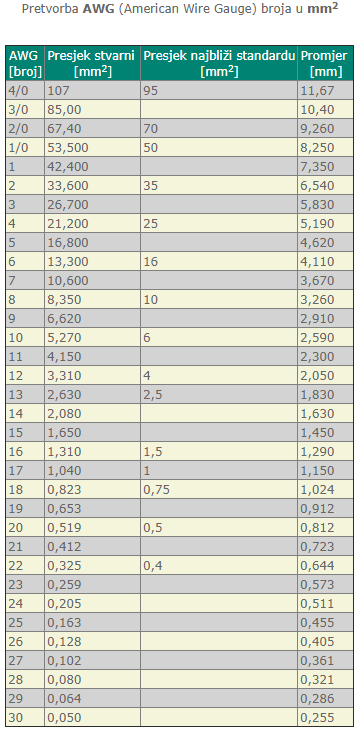 Pretvorba AWG (American Wire Gauge) broja u mm²
AWG [broj] Presjek stvarni [mm²] Presjek najbliži standardu [mm²] Promjer [mm]
4/0 107 95 11,67
3/0 85,00 10,40
2/0 67,40 70 9,260
1/0 53,500 50 8,250
1 42,400 7,350
2 33,600 35 6,540
3 26,700 5,830
4 21,200 25 5,190
5 16,800 4,620
6 13,300 16 4,110
7 10,600 3,670
8 8,350 10 3,260
9 6,620 2,910
10 5,270 6 2,590
11 4,150 2,300
12 3,310 4 2,050
13 2,630 2,5 1,830
14 2,080 1,630
15 1,650 1,450
16 1,310 1,5 1,290
17 1,040 1 1,150
18 0,823 0,75 1,024
19 0,653 0,912
20 0,519 0,5 0,812
21 0,412 0,723
22 0,325 0,4 0,644
23 0,259 0,573
24 0,205 0,511
25 0,163 0,455
26 0,128 0,405
27 0,102 0,361
28 0,080 0,321
29 0,064 0,286
30 0,050 0,255